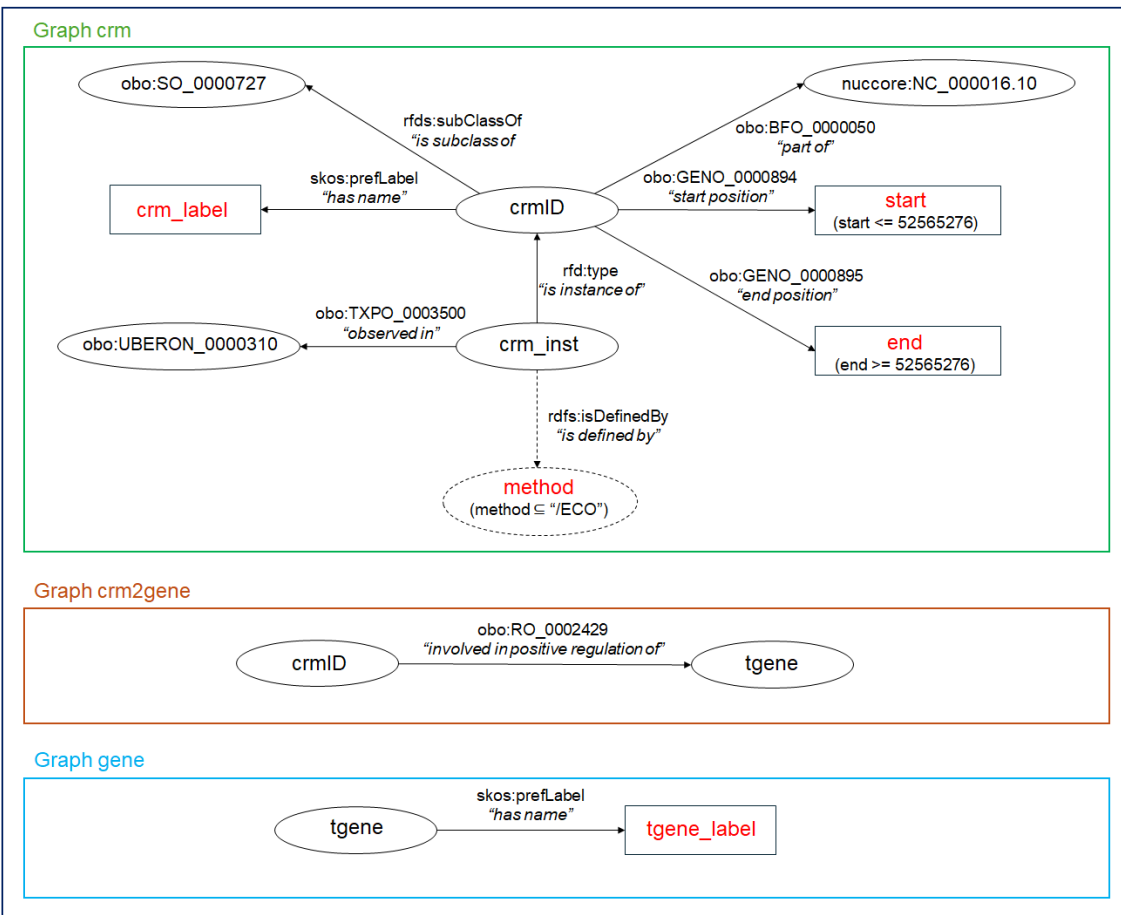 Graph crm
obo:SO_0000727
nuccore:NC_000016.10
rfds:subClassOf
“is subclass of
obo:BFO_0000050
“part of”
skos:prefLabel
“has name”
obo:GENO_0000894
“start position”
crm_label
crmID
start
(start <= 52565276)
rfd:type
“is instance of”
obo:GENO_0000895
“end position”
obo:TXPO_0003500
“observed in”
obo:UBERON_0000310
crm_inst
end
(end >= 52565276)
rdfs:isDefinedBy
“is defined by”
method
(method ⊆ “/ECO”)
Graph crm2gene
obo:RO_0002429
“involved in positive regulation of”
crmID
tgene
Graph gene
skos:prefLabel
“has name”
tgene
tgene_label